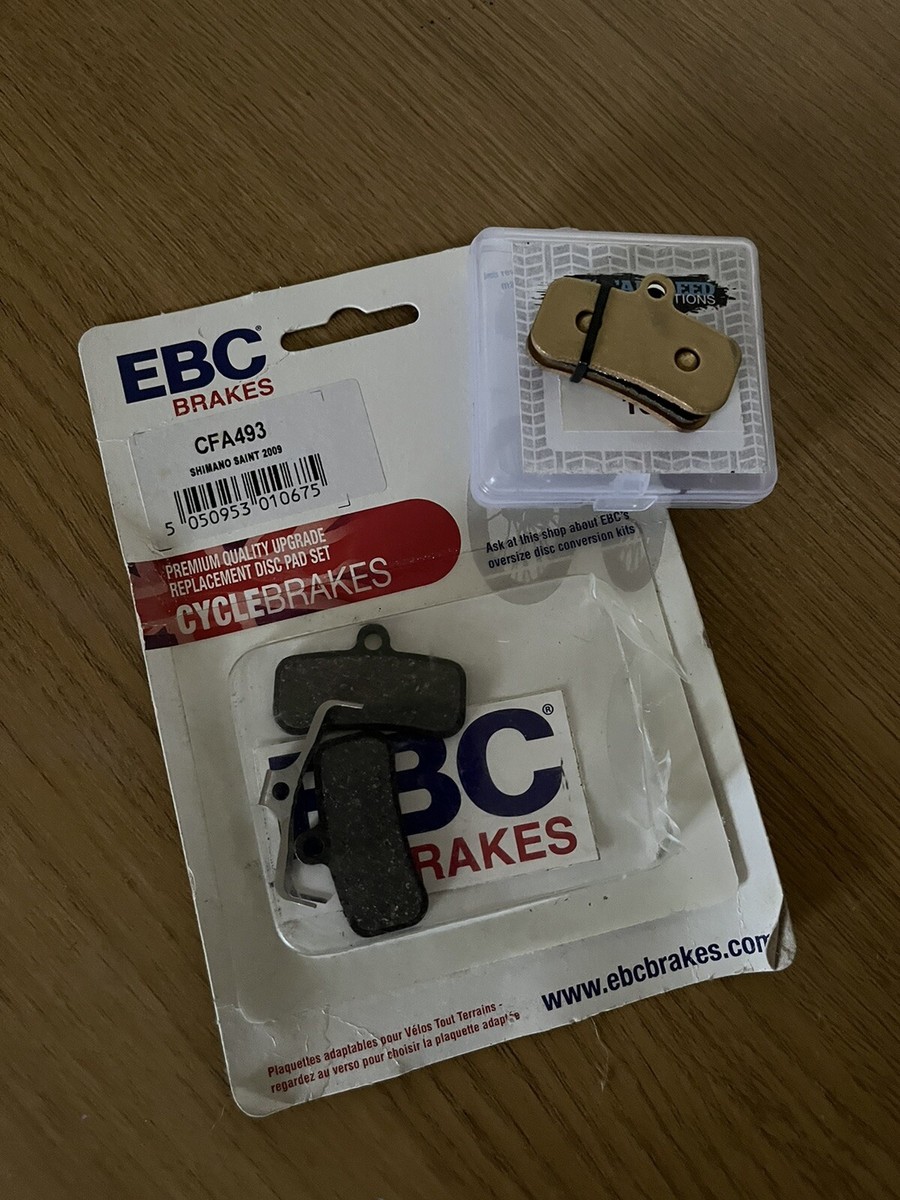 EBC®
BRAKES
CFA493
SHIMANO SAINT 2009
5 050953 010675
PREMIUM QUALITY UPGRADE
REPLACEMENT DISC PAD SET
CYCLEBRAKES
Ask at this shop about EBC's
oversize disc conversion kits
BC®
RAKES
www.ebcbrakes.com
Plaquettes adaptables pour Vélos Tout Terrains -
regardez au verso pour choisir la plaquette adaptée